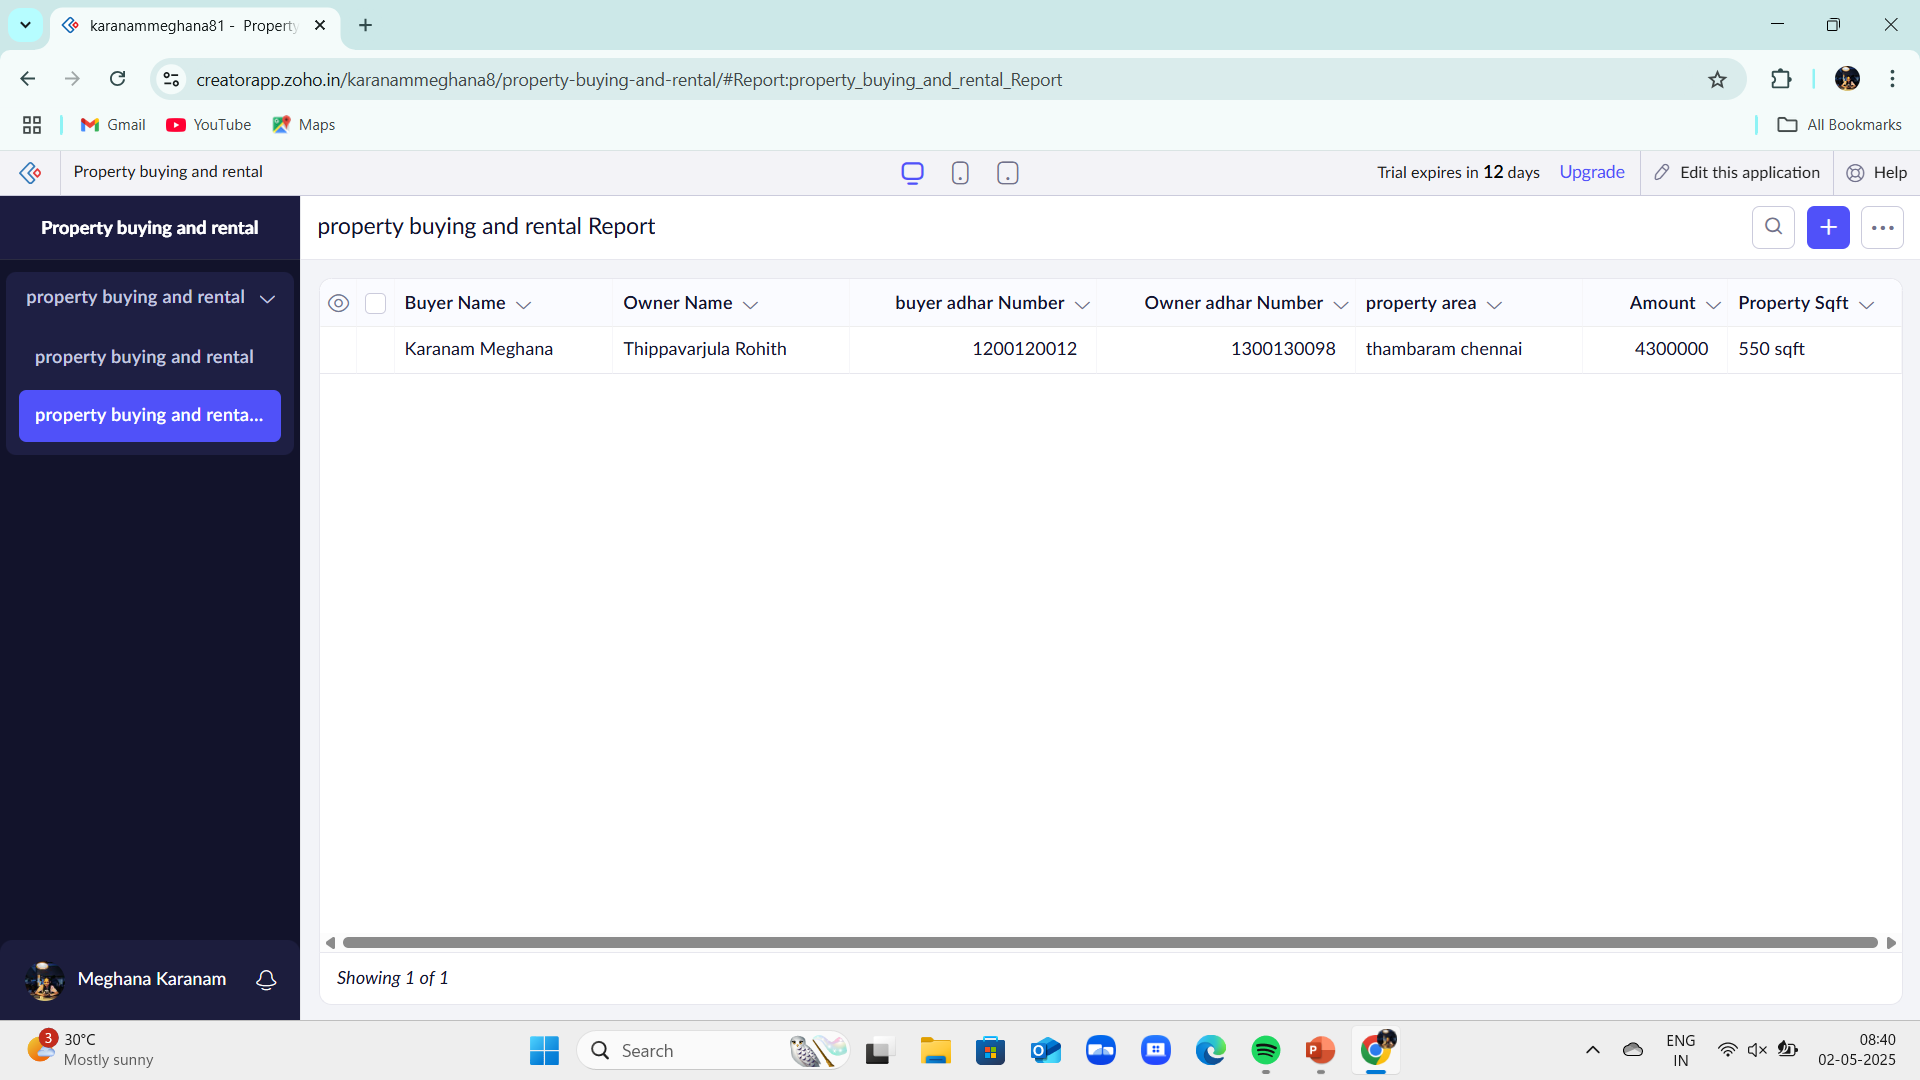 karanammeghana81 - Property
creatorapp.zoho.in/karanammeghana8/property-buying-and-rental/#Report:property_buying_and_rental_Report
Gmail YouTube Maps All Bookmarks
Property buying and rental Trial expires in 12 days Upgrade Edit this application Help
Property buying and rental
property buying and rental Report
property buying and rental
property buying and rental
property buying and renta...
Buyer Name Owner Name buyer adhar Number Owner adhar Number property area Amount Property Sqft
Karanam Meghana Thippavarjula Rohith 1200120012 1300130098 thambaram chennai 4300000 550 sqft
Showing 1 of 1
Meghana Karanam
3 30°C
Mostly sunny
Search
ENG
IN
08:40
02-05-2025